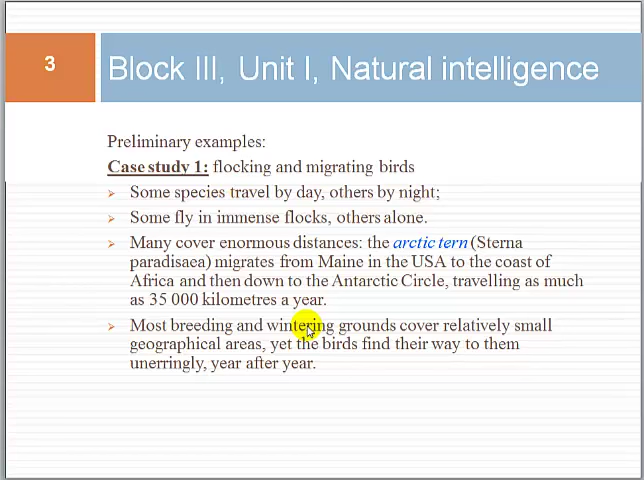 3
Block III, Unit I, Natural intelligence
Preliminary examples:
Case study 1: flocking and migrating birds
Some species travel by day, others by night;
Some fly in immense flocks, others alone.
Many cover enormous distances: the arctic tern (Sterna
paradisaea) migrates from Maine in the USA to the coast of
Africa and then down to the Antarctic Circle, travelling as much
as 35 000 kilometres a year.
Most breeding and wintering grounds cover relatively small
geographical areas, yet the birds find their way to them
unerringly, year after year.